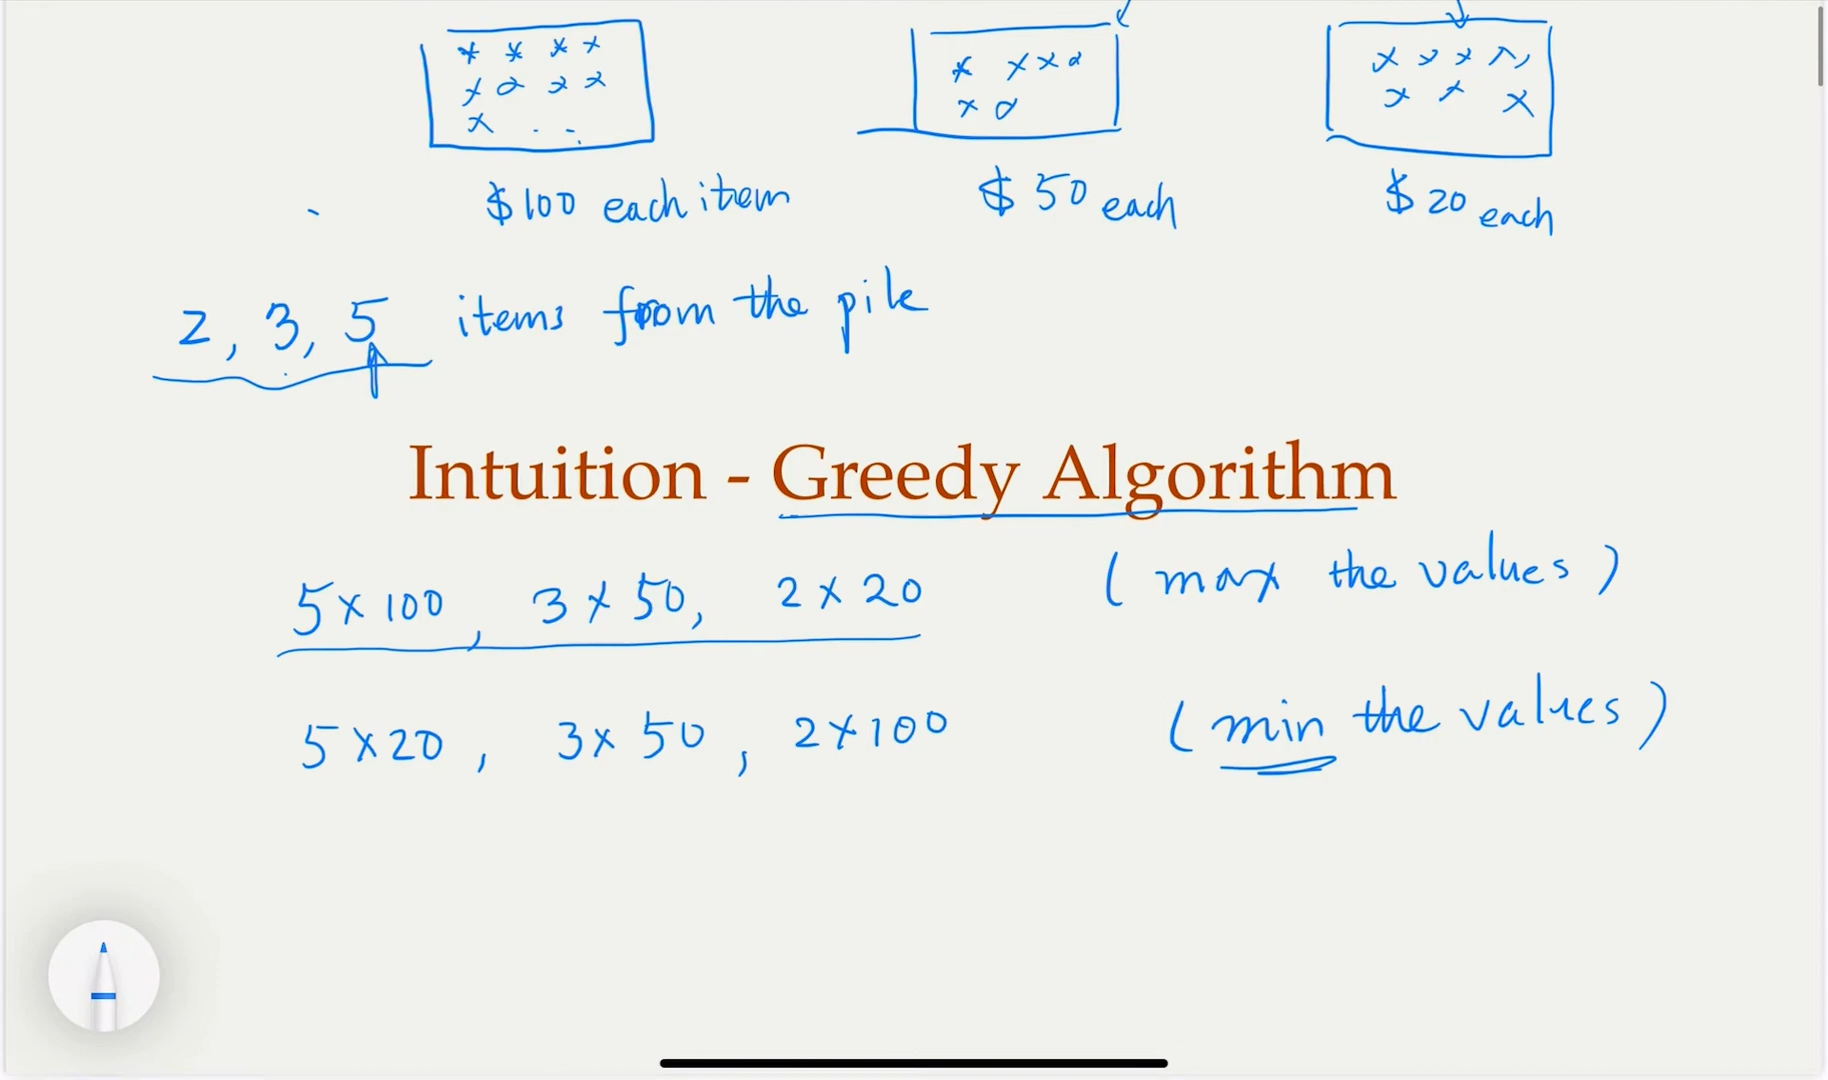 $100 each item $50 each $20 each
2, 3, 5 items from the pile
Intuition - Greedy Algorithm
5 x 100, 3 x 50, 2 x 20 (max the values)
5 x 20, 3 x 50, 2 x 100 (min the values)